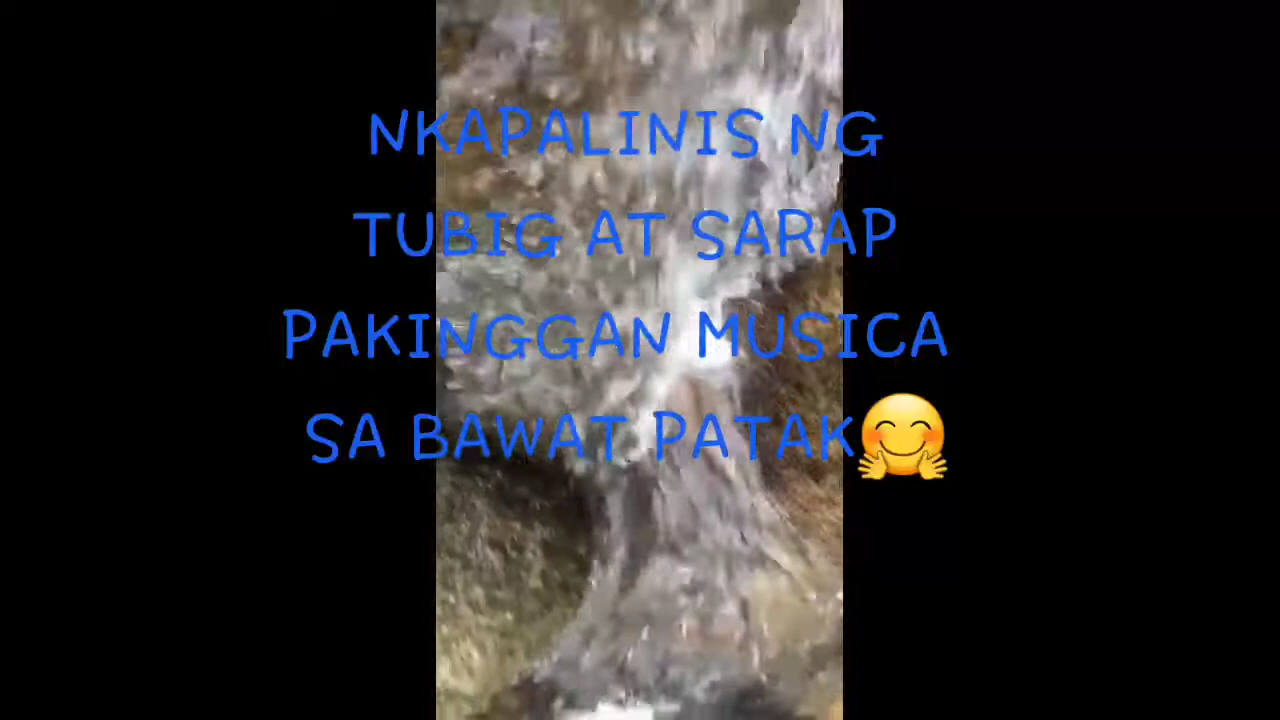 NKAPALINIS NG
TUBIG AT SARAP
PAKINGGAN MUSICA
SA BAWAT PATAK🤗